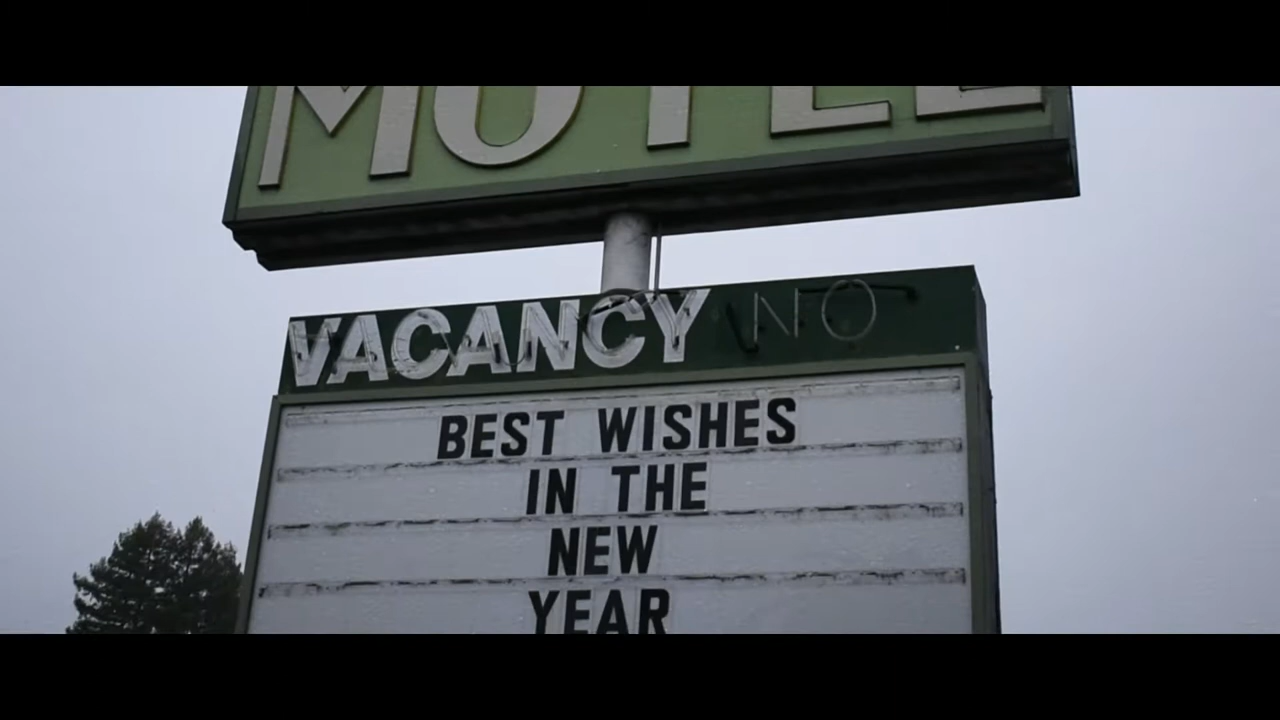 MOTEL
VACANCY NO
BEST WISHES
IN THE
NEW
YEAR